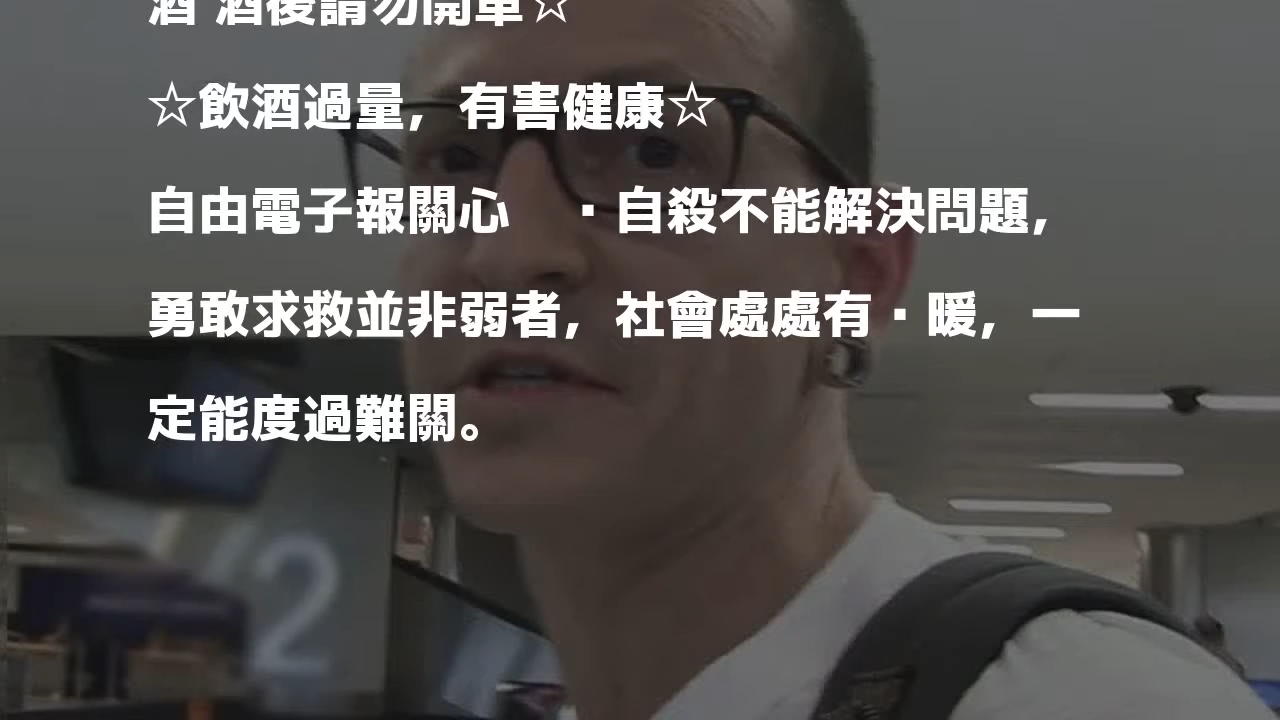 酒 酒後請勿開車☆
☆飲酒過量，有害健康☆
自由電子報關心 ·自殺不能解決問題，
勇敢求救並非弱者，社會處處有·暖，一
定能度過難關。
2